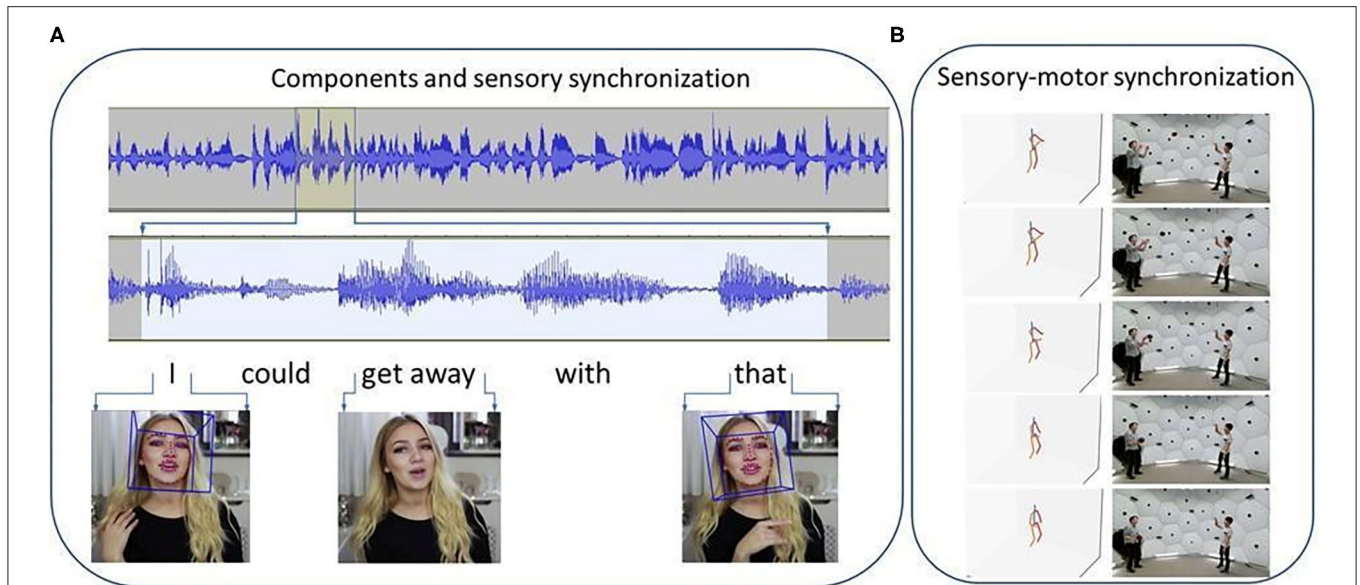 A
Components and sensory synchronization
I could get away with that
B
Sensory-motor synchronization